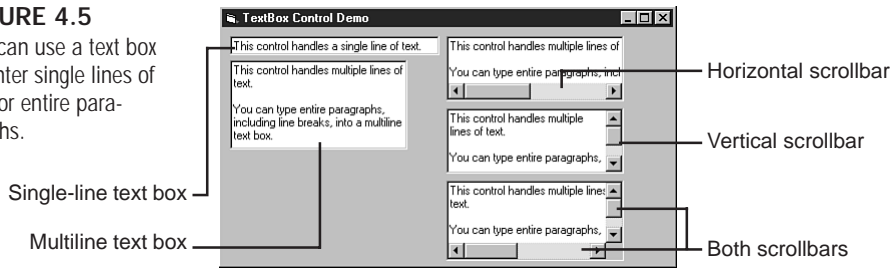 URE 4.5
can use a text box
nter single lines of
or entire para-
hs.
Single-line text box
Multiline text box
TextBox Control Demo
This control handles a single line of text.
This control handles multiple lines of
text.
You can type entire paragraphs,
including line breaks, into a multiline
text box.
This control handles multiple lines of
You can type entire paragraphs, incl
This control handles multiple
lines of text.
You can type entire paragraphs,
This control handles multiple lines
text.
You can type entire paragraphs,
Horizontal scrollbar
Vertical scrollbar
Both scrollbars